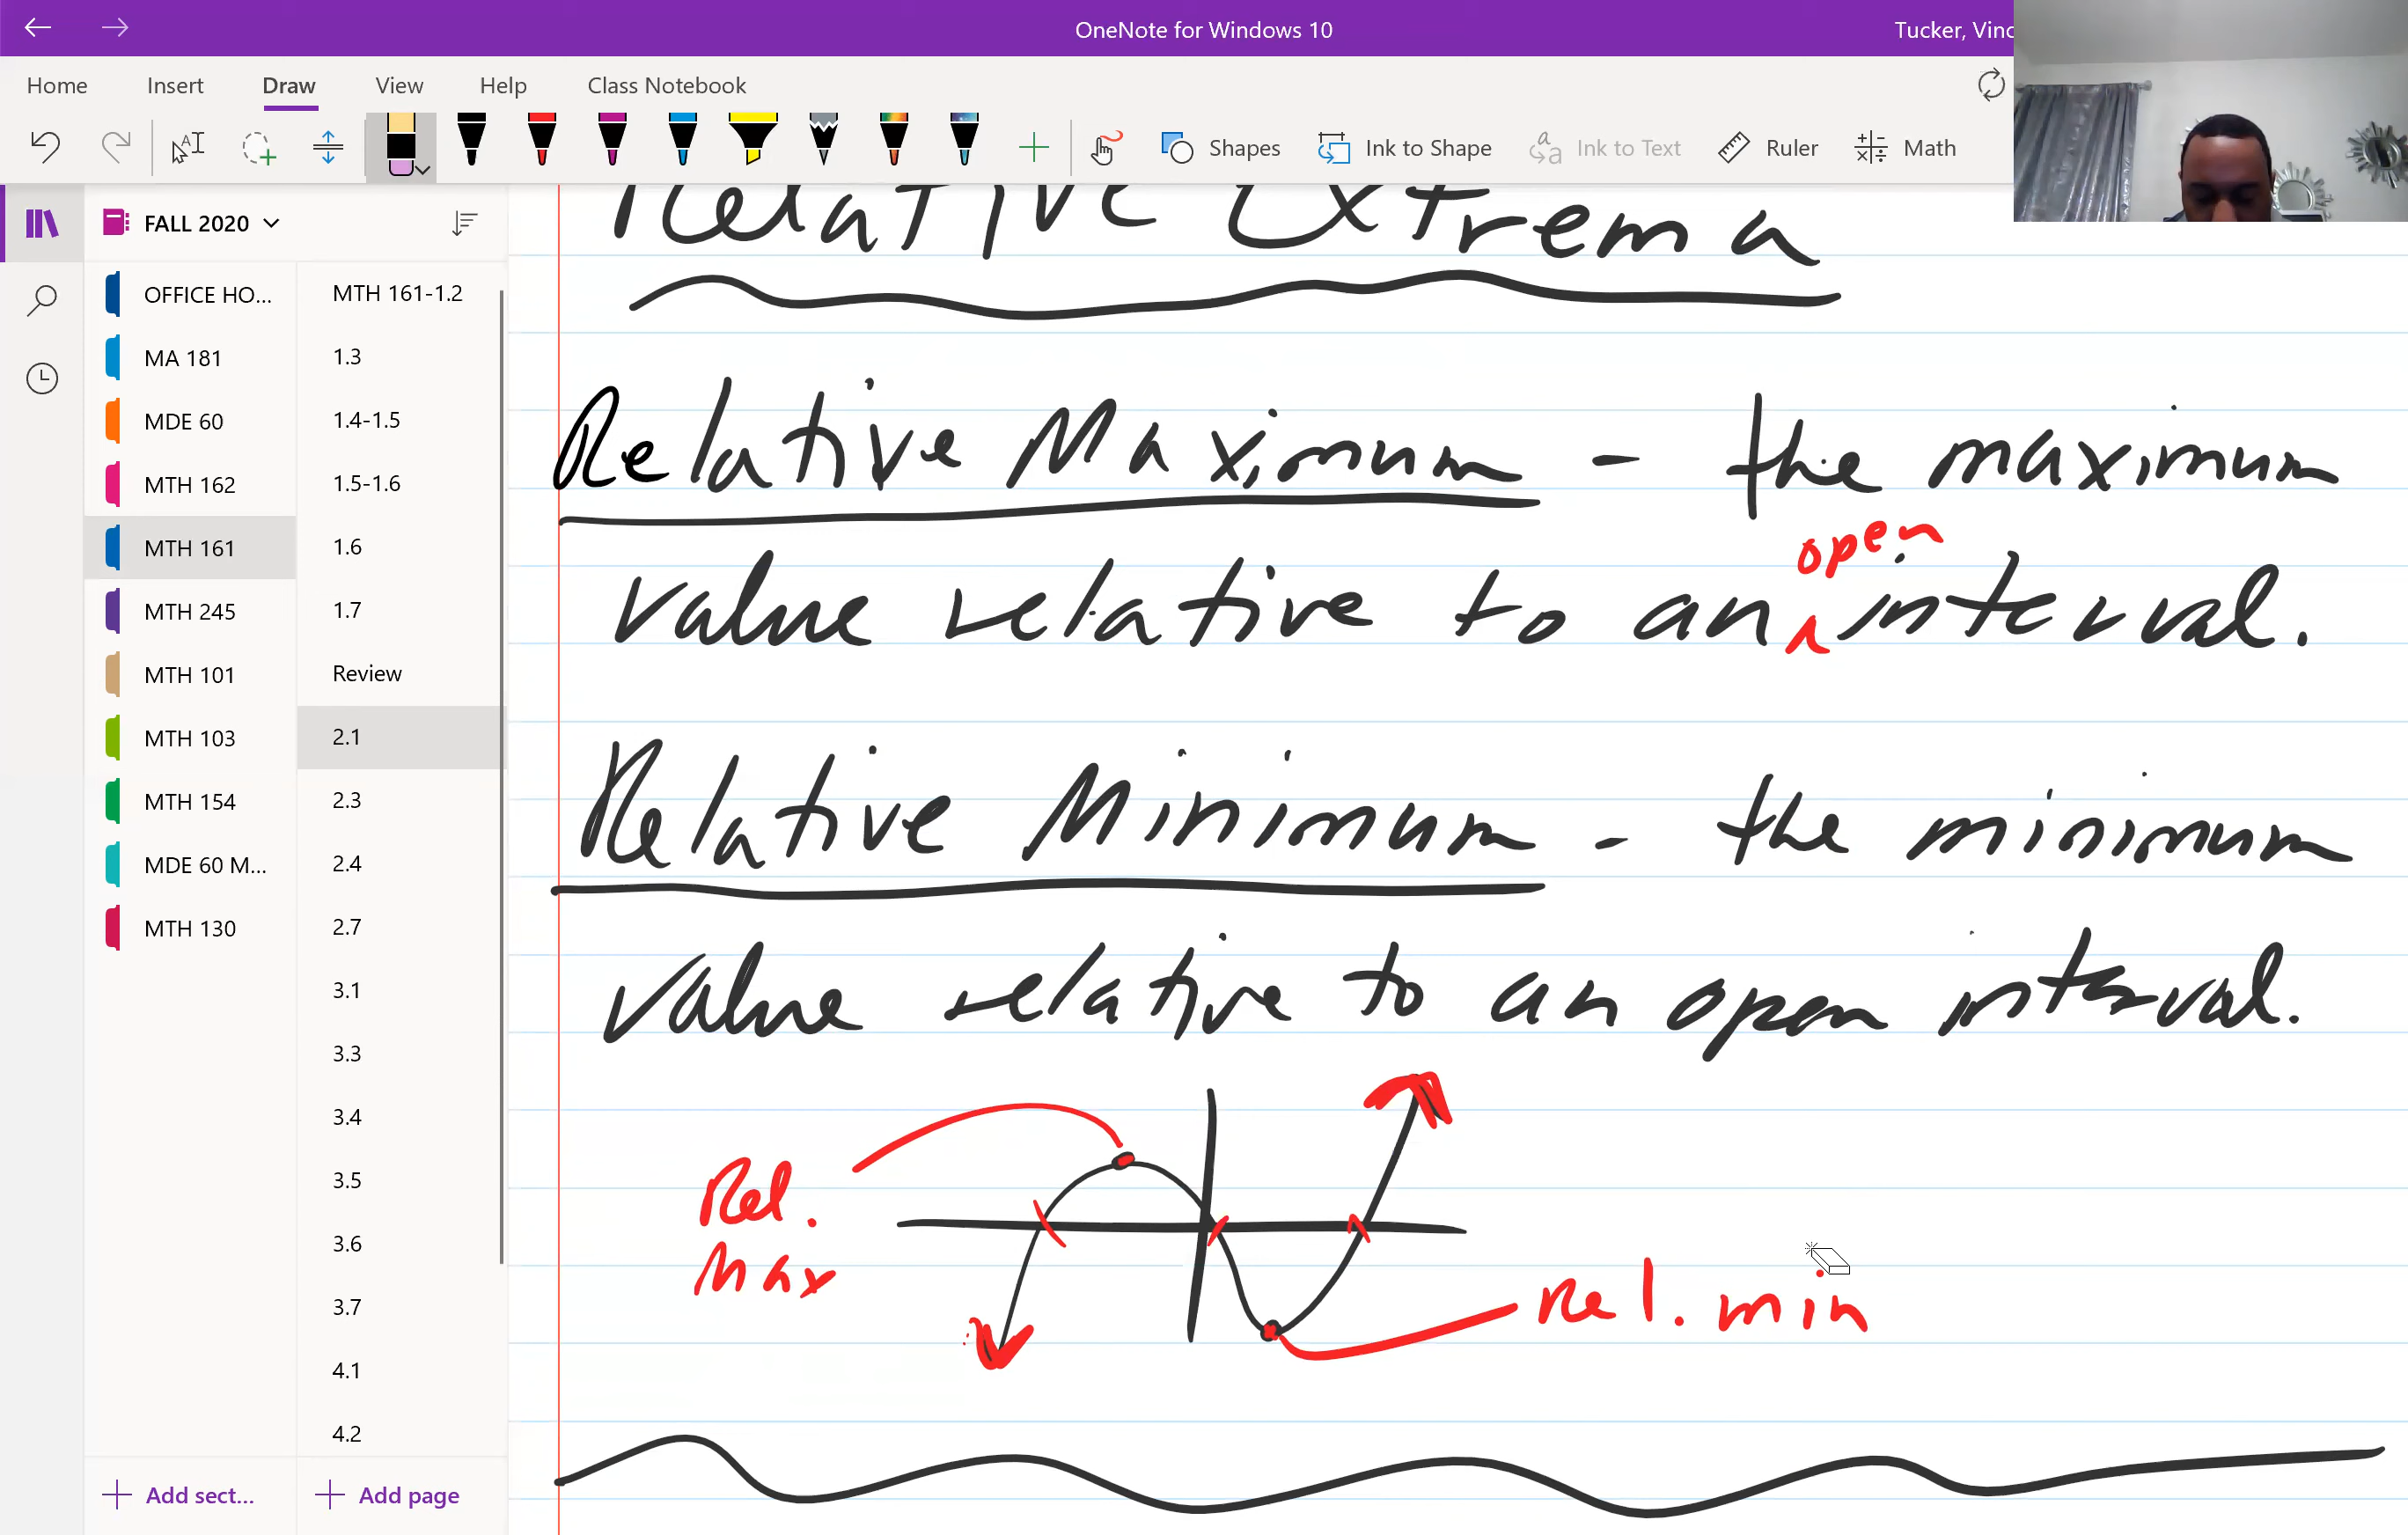 OneNote for Windows 10
Tucker, Vinc
Home Insert Draw View Help Class Notebook
Shapes Ink to Shape Ink to Text Ruler Math
FALL 2020
OFFICE HO...
MA 181
MDE 60
MTH 162
MTH 161
MTH 245
MTH 101
MTH 103
MTH 154
MDE 60 M...
MTH 130
Add sect...
MTH 161-1.2
1.3
1.4-1.5
1.5-1.6
1.6
1.7
Review
2.1
2.3
2.4
2.7
3.1
3.3
3.4
3.5
3.6
3.7
4.1
4.2
Add page
Relative Extrema
Relative Maximum - the maximum
open
value relative to an interval.
Relative Minimum - the minimum
value relative to an open interval.
Rel.
Max
Rel. min